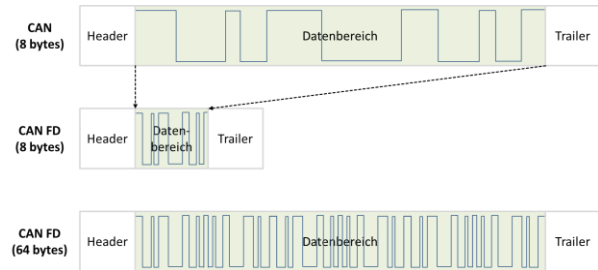 CAN
(8 bytes)
Header
Datenbereich
Trailer
CAN FD
(8 bytes)
Header
Daten-
bereich
Trailer
CAN FD
(64 bytes)
Header
Datenbereich
Trailer